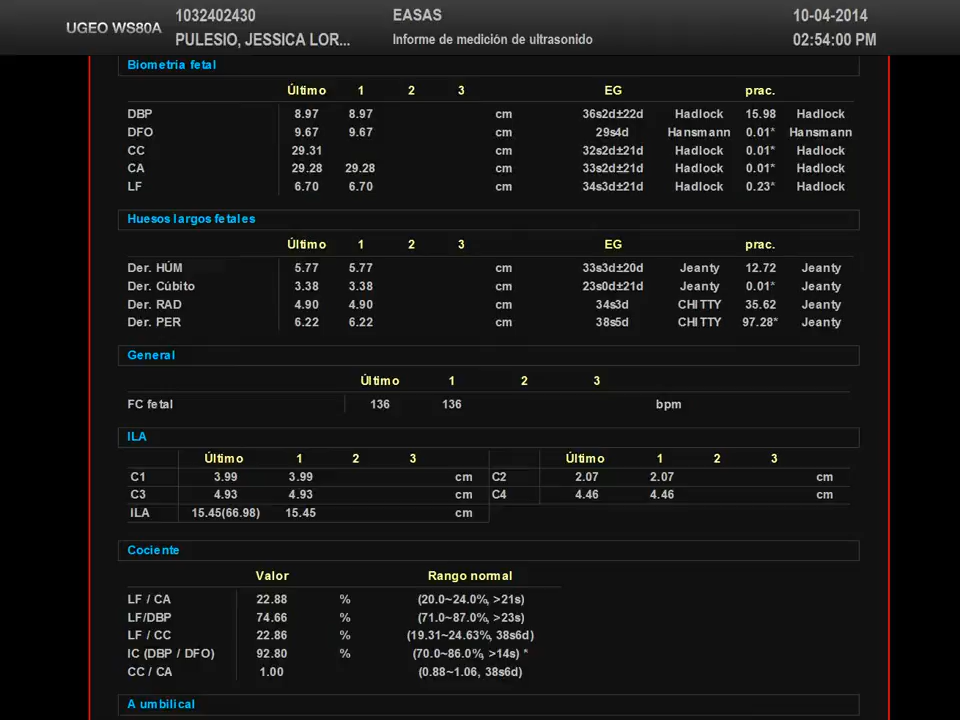 UGEO WS80A
1032402430 EASAS 10-04-2014
PULESIO, JESSICA LOR... Informe de medición de ultrasonido 02:54:00 PM
Biometría fetal
Último 1 2 3 EG prac.
DBP 8.97 8.97 cm 36s2d±22d Hadlock 15.98 Hadlock
DFO 9.67 9.67 cm 29s4d Hansmann 0.01* Hansmann
CC 29.31 cm 32s2d±21d Hadlock 0.01* Hadlock
CA 29.28 29.28 cm 33s2d±21d Hadlock 0.01* Hadlock
LF 6.70 6.70 cm 34s3d±21d Hadlock 0.23* Hadlock
Huesos largos fetales
Último 1 2 3 EG prac.
Der. HÚM 5.77 5.77 cm 33s3d±20d Jeanty 12.72 Jeanty
Der. Cúbito 3.38 3.38 cm 23s0d±21d Jeanty 0.01* Jeanty
Der. RAD 4.90 4.90 cm 34s3d CHITTY 35.62 Jeanty
Der. PER 6.22 6.22 cm 38s5d CHITTY 97.28* Jeanty
General
Último 1 2 3
FC fetal 136 136 bpm
ILA
Último 1 2 3 Último 1 2 3
C1 3.99 3.99 cm C2 2.07 2.07 cm
C3 4.93 4.93 cm C4 4.46 4.46 cm
ILA 15.45(66.98) 15.45 cm
Cociente
Valor Rango normal
LF / CA 22.88 % (20.0~24.0%, >21s)
LF/DBP 74.66 % (71.0~87.0%, >23s)
LF / CC 22.86 % (19.31~24.63%, 38s6d)
IC (DBP / DFO) 92.80 % (70.0~86.0%, >14s) *
CC / CA 1.00 (0.88~1.06, 38s6d)
A umbilical